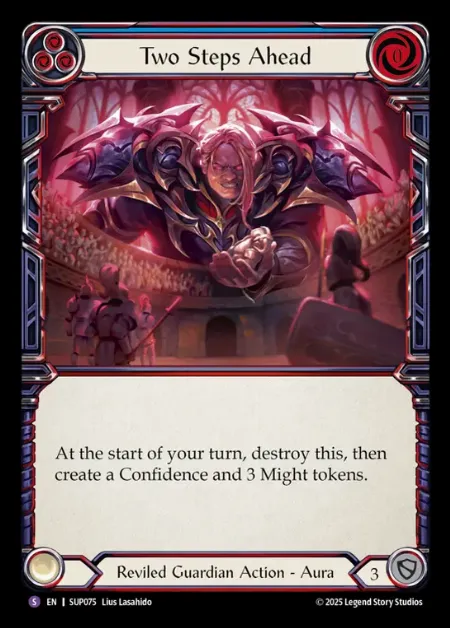 Two Steps Ahead
0
At the start of your turn, destroy this, then
create a Confidence and 3 Might tokens.
Reviled Guardian Action - Aura
3
S EN | SUP075 Lius Lasahido
© 2025 Legend Story Studios